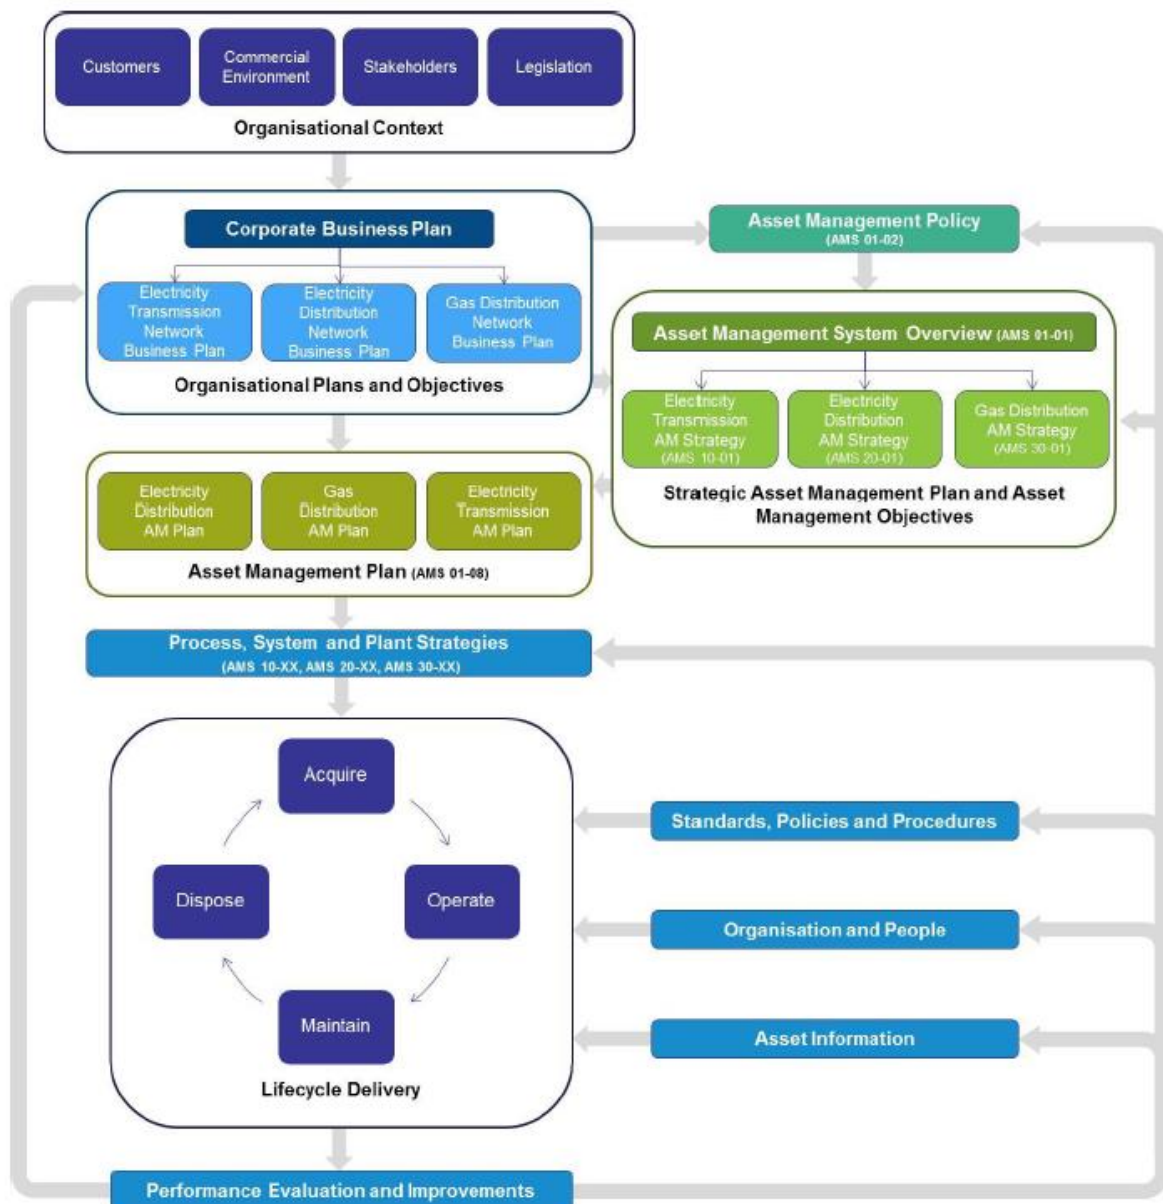 Customers
Commercial
Environment
Stakeholders
Legislation
Organisational Context
Corporate Business Plan
Electricity
Transmission
Network
Business Plan
Electricity
Distribution
Network
Business Plan
Gas Distribution
Network
Business Plan
Organisational Plans and Objectives
Asset Management Policy
(AMS 01-02)
Asset Management System Overview (AMS 01-01)
Electricity
Transmission
AM Strategy
(AMS 10-01)
Electricity
Distribution
AM Strategy
(AMS 20-01)
Gas Distribution
AM Strategy
(AMS 30-01)
Strategic Asset Management Plan and Asset
Management Objectives
Electricity
Distribution
AM Plan
Gas
Distribution
AM Plan
Electricity
Transmission
AM Plan
Asset Management Plan (AMS 01-08)
Process, System and Plant Strategies
(AMS 10-XX, AMS 20-XX, AMS 30-XX)
Acquire
Dispose
Operate
Maintain
Lifecycle Delivery
Standards, Policies and Procedures
Organisation and People
Asset Information
Performance Evaluation and Improvements